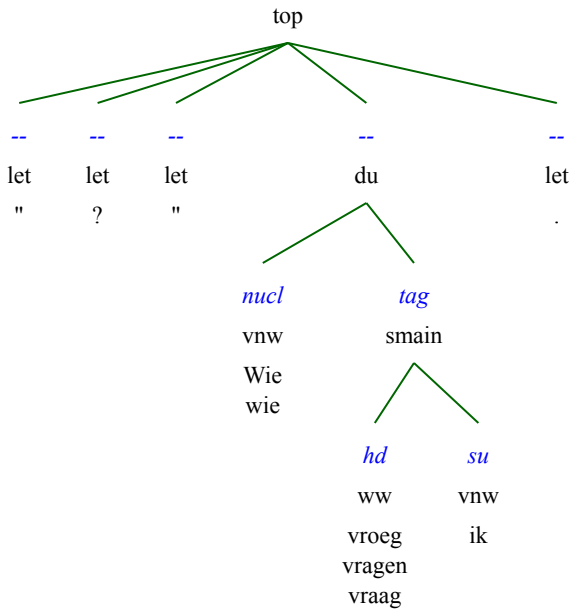 top
-- -- -- -- --
let let let du let
" ? " .
nucl tag
vnw smain
Wie
wie
hd su
ww vnw
vroeg ik
vragen
vraag